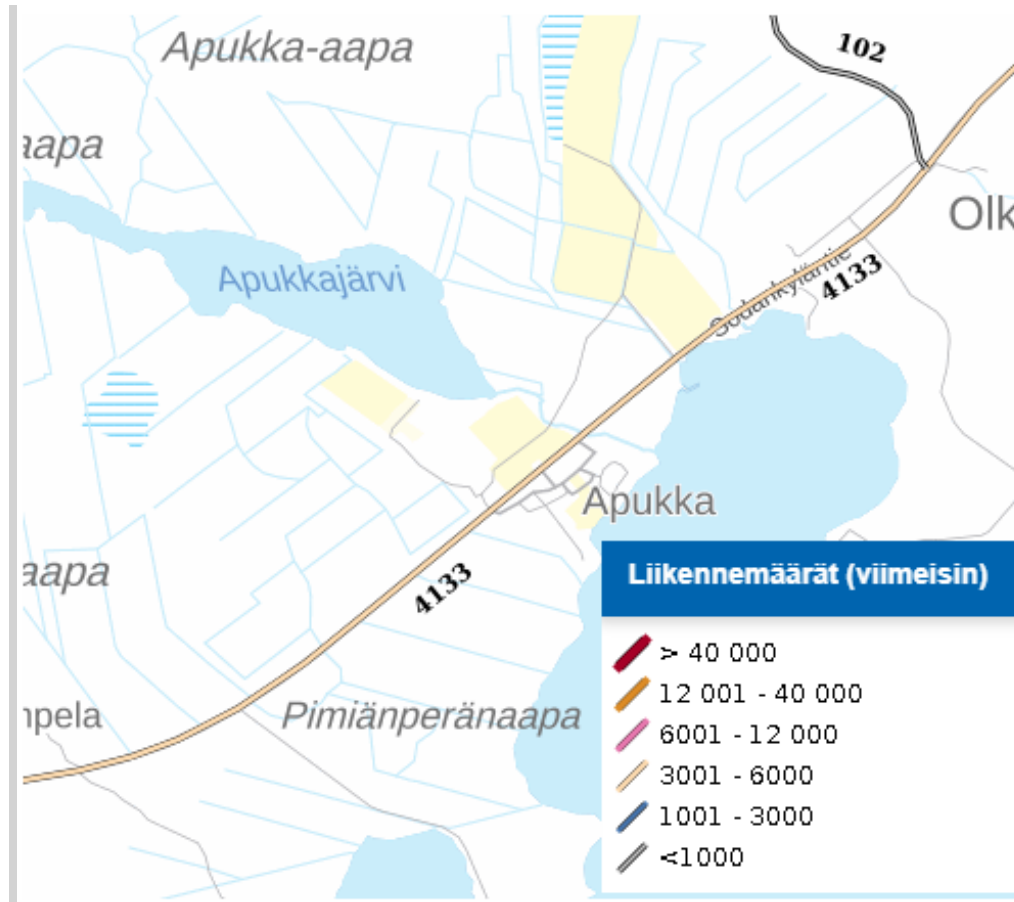 Apukka-aapa
102
aapa
Olk
Apukkajärvi
Sodankyläntie
4133
Apukka
aapa
4133
npela
Pimiänperänaapa
Liikennemäärät (viimeisin)
> 40 000
12 001 - 40 000
6001 - 12 000
3001 - 6000
1001 - 3000
<1000